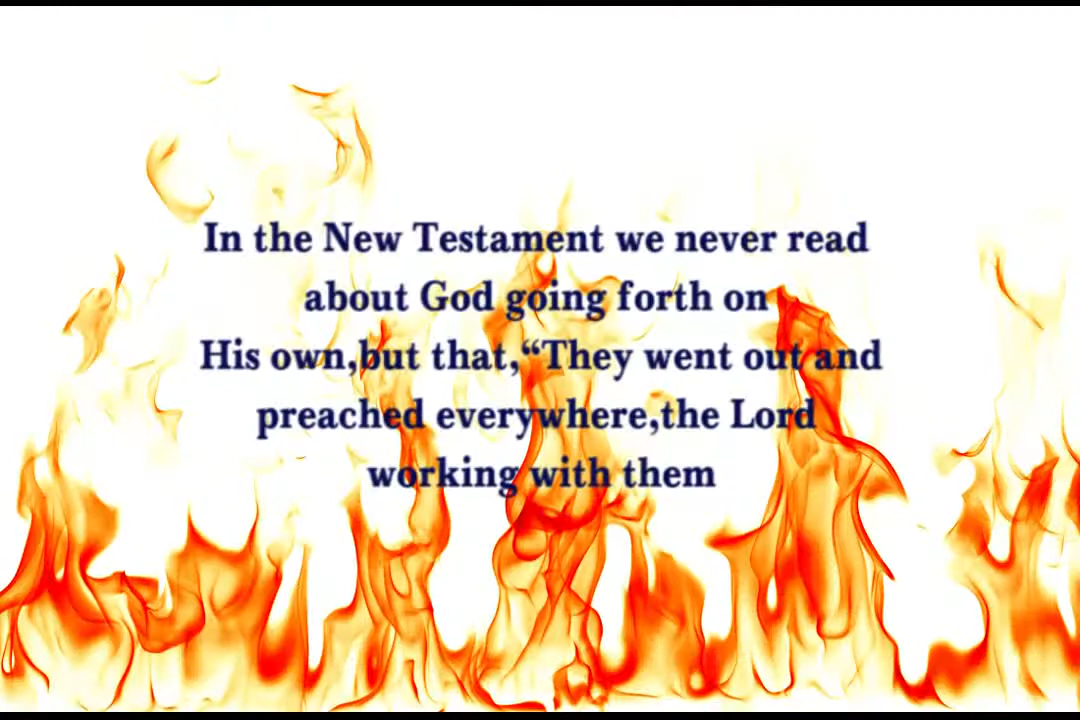 In the New Testament we never read
about God going forth on
His own,but that,“They went out and
preached everywhere,the Lord
working with them